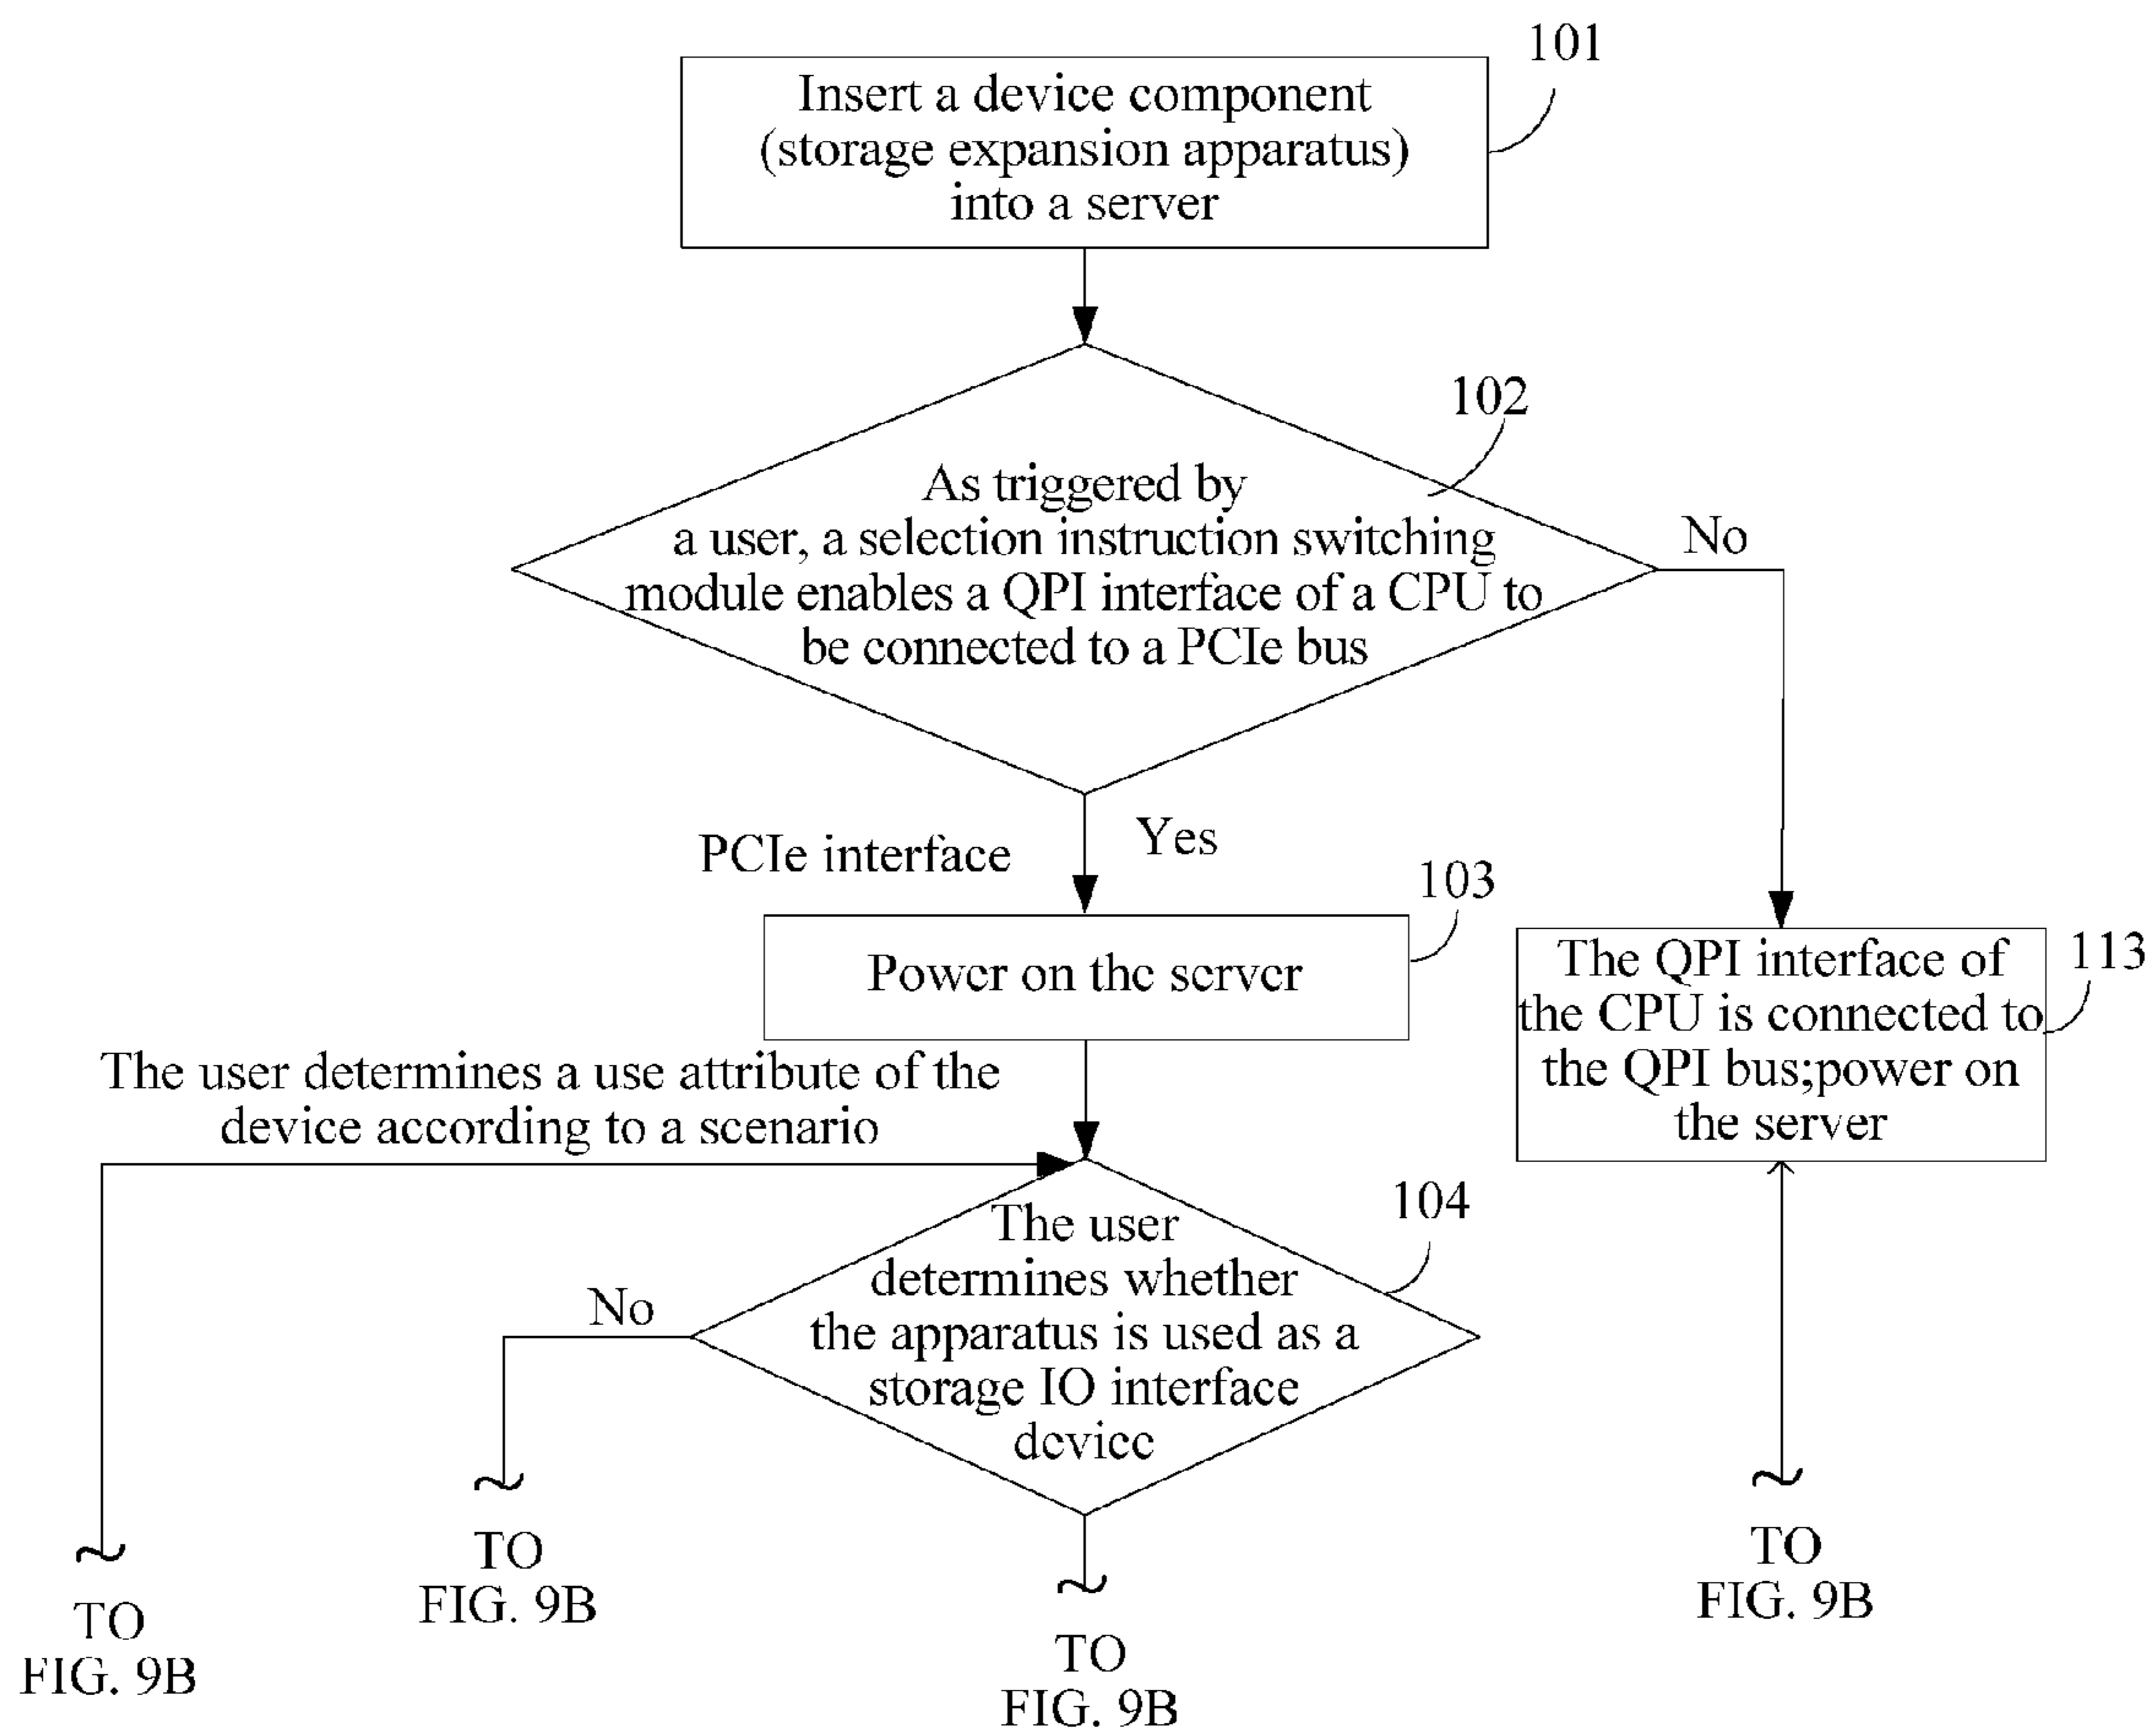 101
Insert a device component
(storage expansion apparatus)
into a server
102
As triggered by
a user, a selection instruction switching
module enables a QPI interface of a CPU to
be connected to a PCIe bus
No
PCIe interface
Yes
103
Power on the server
113
The QPI interface of
the CPU is connected to
the QPI bus;power on
the server
The user determines a use attribute of the
device according to a scenario
104
The user
determines whether
the apparatus is used as a
storage IO interface
device
No
TO
FIG. 9B
TO
FIG. 9B
TO
FIG. 9B
TO
FIG. 9B